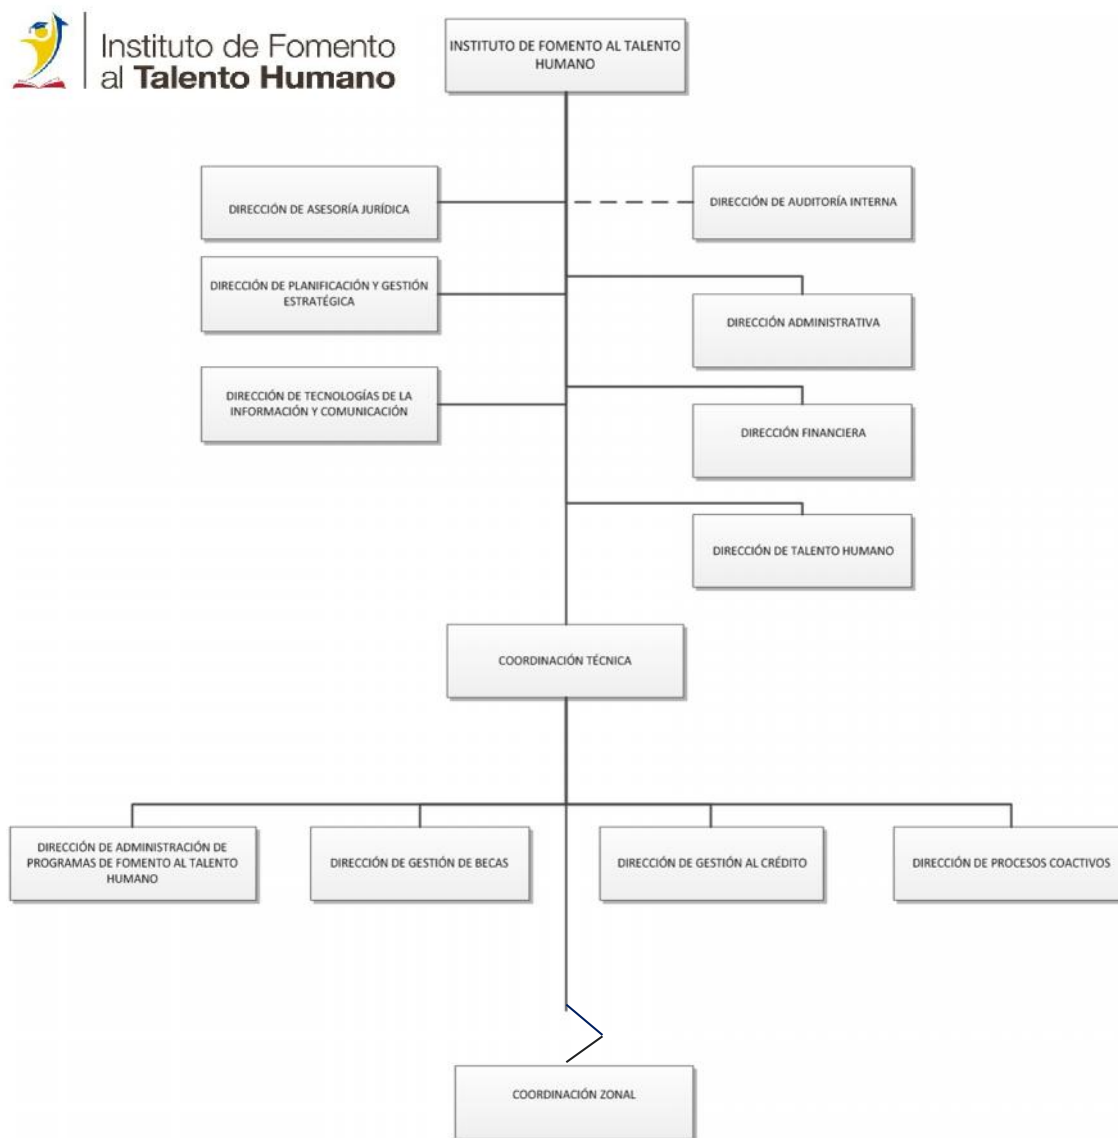 Instituto de Fomento
al Talento Humano
INSTITUTO DE FOMENTO AL TALENTO
HUMANO
DIRECCIÓN DE ASESORÍA JURÍDICA
DIRECCIÓN DE AUDITORÍA INTERNA
DIRECCIÓN DE PLANIFICACIÓN Y GESTIÓN
ESTRATÉGICA
DIRECCIÓN ADMINISTRATIVA
DIRECCIÓN DE TECNOLOGÍAS DE LA
INFORMACIÓN Y COMUNICACIÓN
DIRECCIÓN FINANCIERA
DIRECCIÓN DE TALENTO HUMANO
COORDINACIÓN TÉCNICA
DIRECCIÓN DE ADMINISTRACIÓN DE
PROGRAMAS DE FOMENTO AL TALENTO
HUMANO
DIRECCIÓN DE GESTIÓN DE BECAS
DIRECCIÓN DE GESTIÓN AL CRÉDITO
DIRECCIÓN DE PROCESOS COACTIVOS
COORDINACIÓN ZONAL